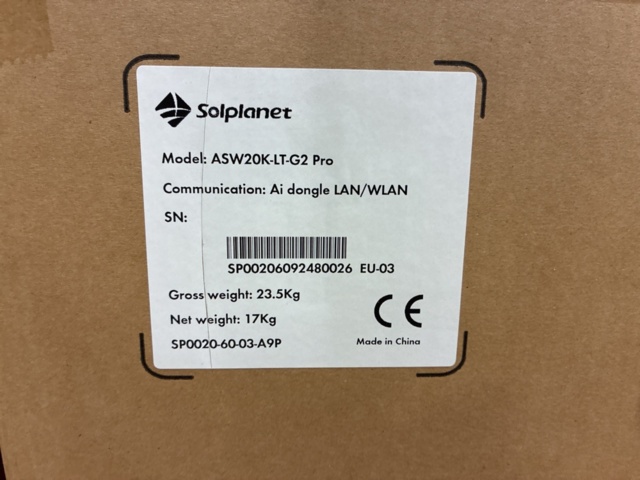 Solplanet
Model: ASW20K-LT-G2 Pro
Communication: Ai dongle LAN/WLAN
SN:
SP00206092480026 EU-03
Gross weight: 23.5Kg
Net weight: 17Kg
CE
SP0020-60-03-A9P
Made in China